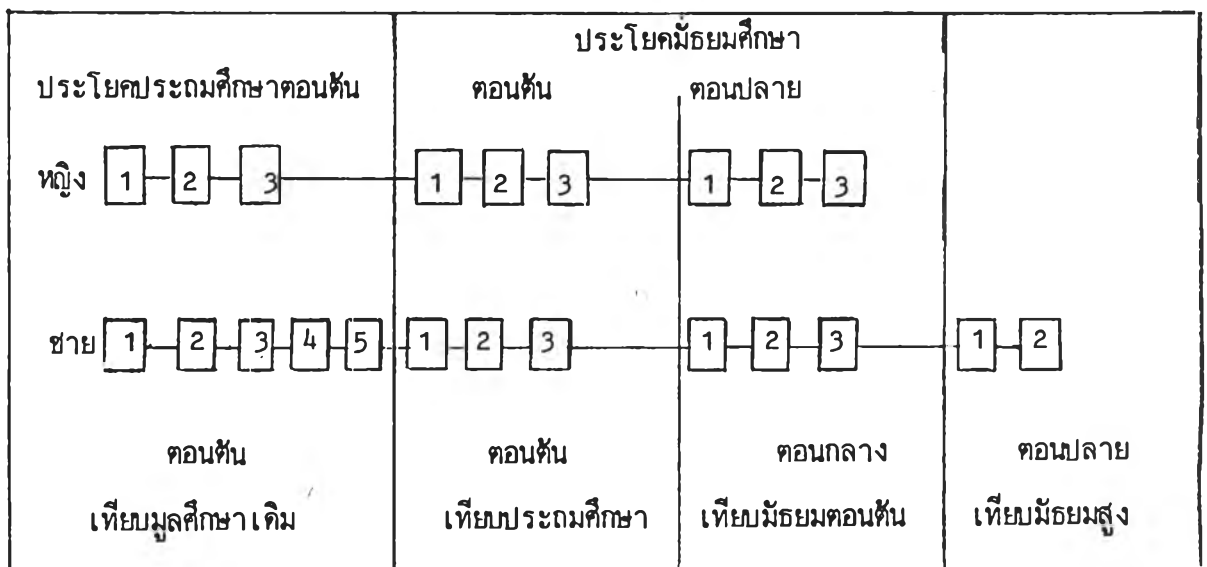 ประโยคมัธยมศึกษา
ประโยคประถมศึกษาตอนต้น ตอนต้น ตอนปลาย
หญิง 1 2 3 1 2 3 1 2 3
ชาย 1 2 3 4 5 1 2 3 1 2 3 1 2
ตอนต้น ตอนต้น ตอนกลาง ตอนปลาย
เทียบมูลศึกษาเดิม เทียบประถมศึกษา เทียบมัธยมตอนต้น เทียบมัธยมสูง